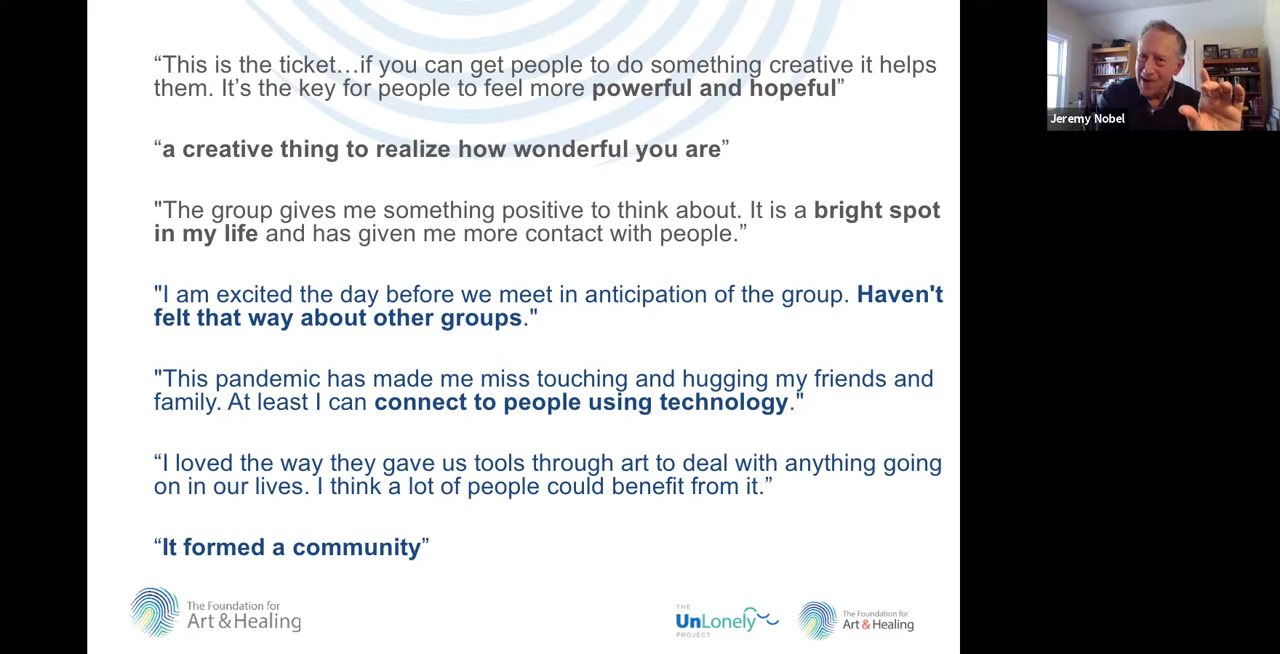 “This is the ticket…if you can get people to do something creative it helps
them. It’s the key for people to feel more powerful and hopeful”
“a creative thing to realize how wonderful you are”
"The group gives me something positive to think about. It is a bright spot
in my life and has given me more contact with people.”
"I am excited the day before we meet in anticipation of the group. Haven't
felt that way about other groups."
"This pandemic has made me miss touching and hugging my friends and
family. At least I can connect to people using technology."
“I loved the way they gave us tools through art to deal with anything going
on in our lives. I think a lot of people could benefit from it.”
“It formed a community”
The Foundation for
Art & Healing
THE
UnLonely
PROJECT
The Foundation for
Art & Healing
Jeremy Nobel